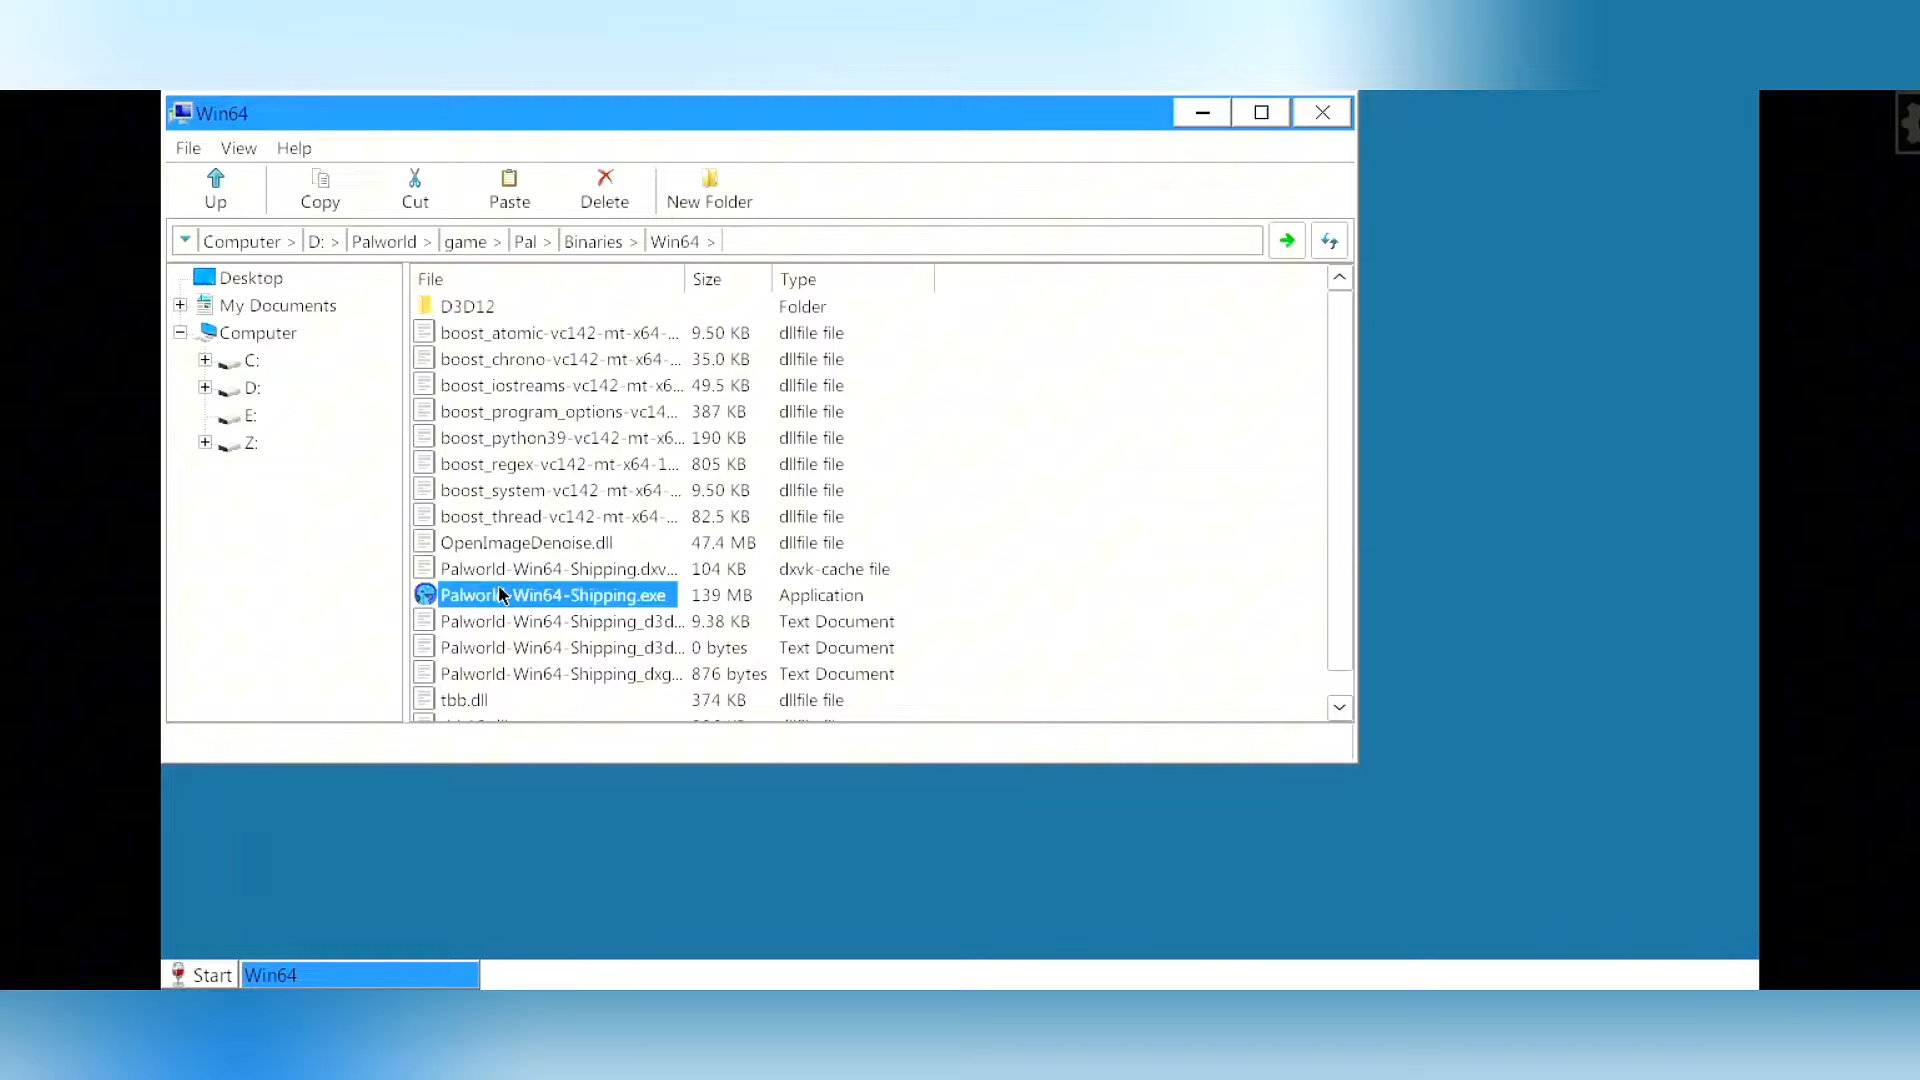 Win64
File View Help
Up Copy Cut Paste Delete New Folder
Computer > D: > Palworld > game > Pal > Binaries > Win64 >
Desktop
My Documents
Computer
C:
D:
E:
Z:
File Size Type
D3D12 Folder
boost_atomic-vc142-mt-x64-... 9.50 KB dllfile file
boost_chrono-vc142-mt-x64-... 35.0 KB dllfile file
boost_iostreams-vc142-mt-x6... 49.5 KB dllfile file
boost_program_options-vc14... 387 KB dllfile file
boost_python39-vc142-mt-x6... 190 KB dllfile file
boost_regex-vc142-mt-x64-1... 805 KB dllfile file
boost_system-vc142-mt-x64-... 9.50 KB dllfile file
boost_thread-vc142-mt-x64-... 82.5 KB dllfile file
OpenImageDenoise.dll 47.4 MB dllfile file
Palworld-Win64-Shipping.dxv... 104 KB dxvk-cache file
Palworld-Win64-Shipping.exe 139 MB Application
Palworld-Win64-Shipping_d3d... 9.38 KB Text Document
Palworld-Win64-Shipping_d3d... 0 bytes Text Document
Palworld-Win64-Shipping_dxg... 876 bytes Text Document
tbb.dll 374 KB dllfile file
Start Win64